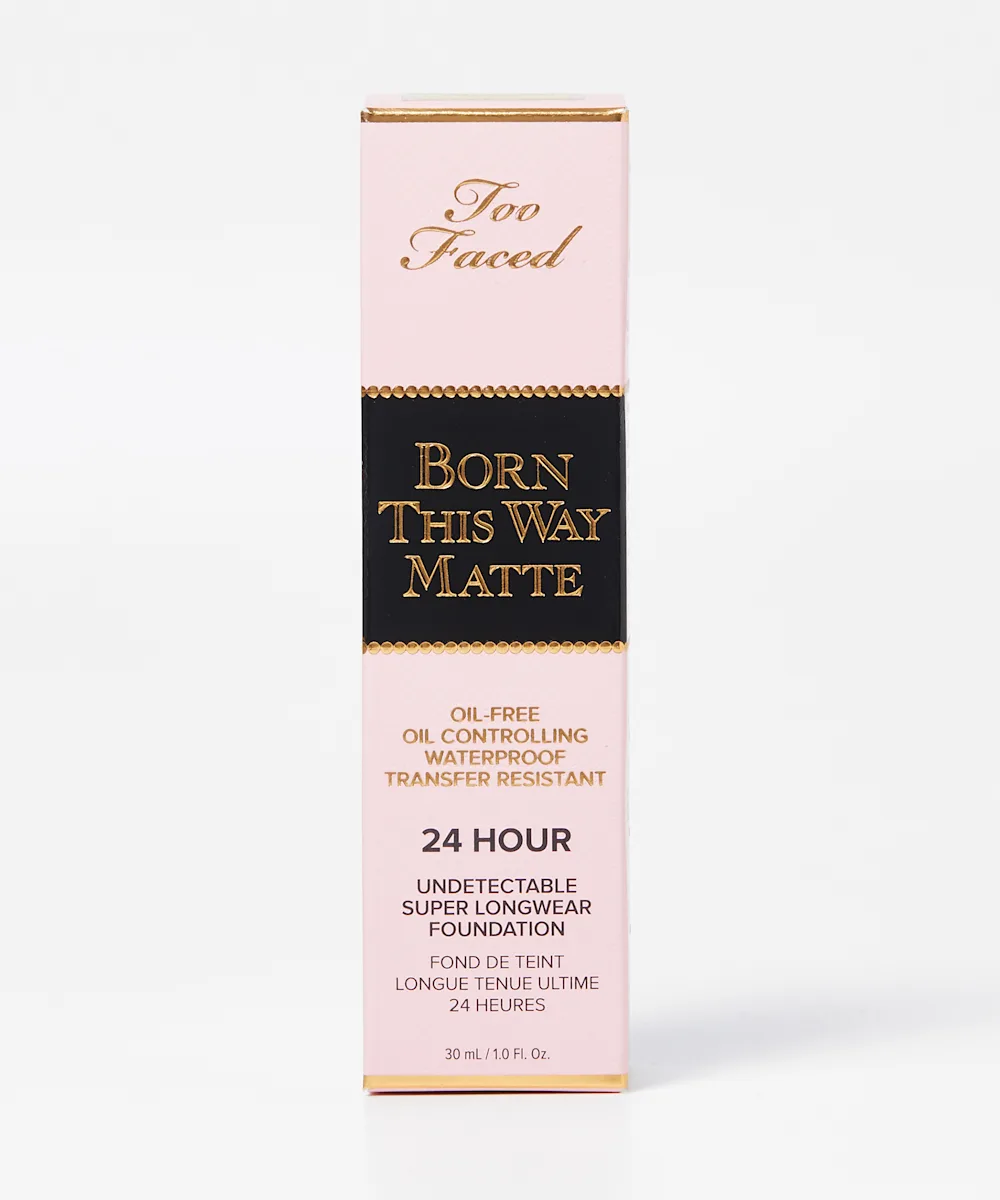 Too
Faced
BORN
THIS WAY
MATTE
OIL-FREE
OIL CONTROLLING
WATERPROOF
TRANSFER RESISTANT
24 HOUR
UNDETECTABLE
SUPER LONGWEAR
FOUNDATION
FOND DE TEINT
LONGUE TENUE ULTIME
24 HEURES
30 mL / 1.0 Fl. Oz.